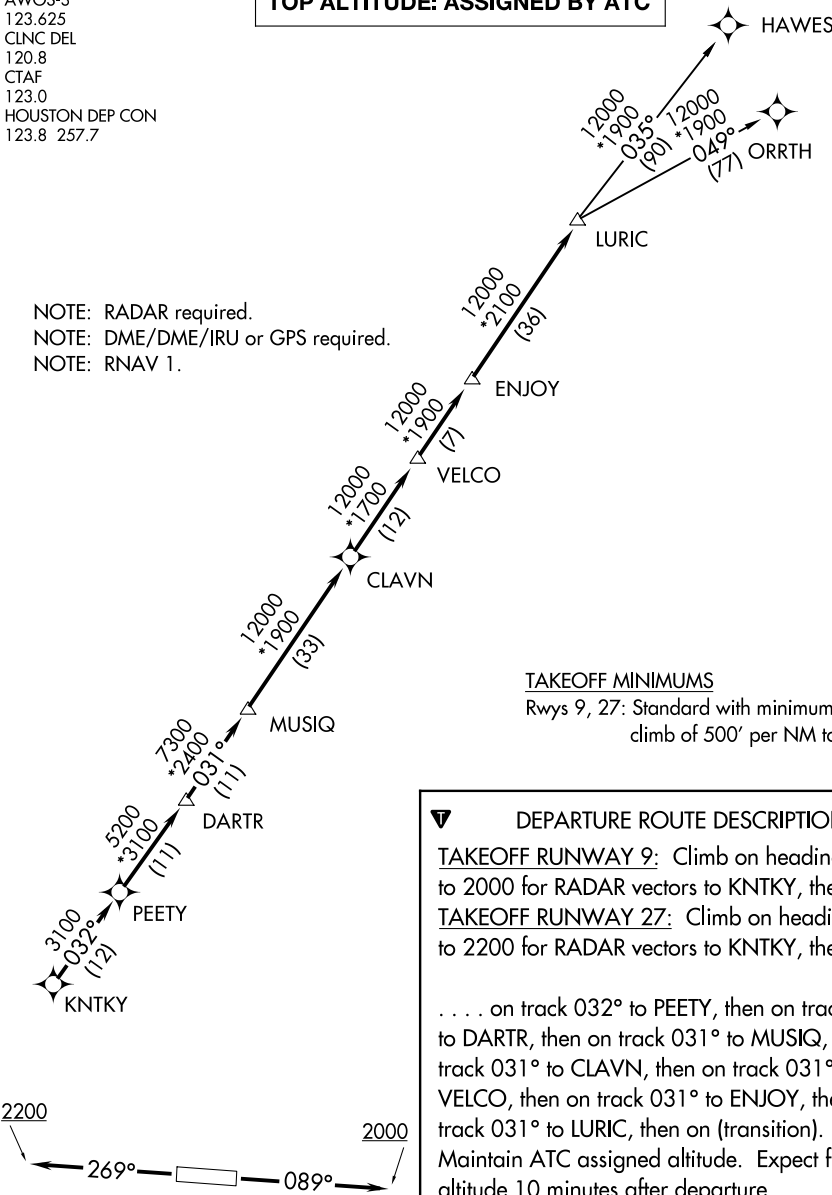 AWOS-3
123.625
CLNC DEL
120.8
CTAF
123.0
HOUSTON DEP CON
123.8 257.7
TOP ALTITUDE: ASSIGNED BY ATC
HAWES
12000
*1900
035°
(90)
12000
*1900
049°
(77)
ORRTH
LURIC
12000
*2100
(36)
NOTE: RADAR required.
NOTE: DME/DME/IRU or GPS required.
NOTE: RNAV 1.
ENJOY
12000
*1900
(7)
VELCO
12000
*1700
(12)
CLAVN
12000
*1900
(33)
TAKEOFF MINIMUMS
Rwys 9, 27: Standard with minimum
climb of 500' per NM to
MUSIQ
7300
*2400
031°
(11)
DARTR
5200
*3100
(11)
PEETY
3100
032°
(12)
KNTKY
T
DEPARTURE ROUTE DESCRIPTION
TAKEOFF RUNWAY 9: Climb on heading
to 2000 for RADAR vectors to KNTKY,
TAKEOFF RUNWAY 27: Climb on heading
to 2200 for RADAR vectors to KNTKY,
. . . . on track 032° to PEETY, then on track
to DARTR, then on track 031° to MUSIQ,
track 031° to CLAVN, then on track 031°
VELCO, then on track 031° to ENJOY,
track 031° to LURIC, then on (transition).
Maintain ATC assigned altitude. Expect
altitude 10 minutes after departure.
2200
269°
089°
2000